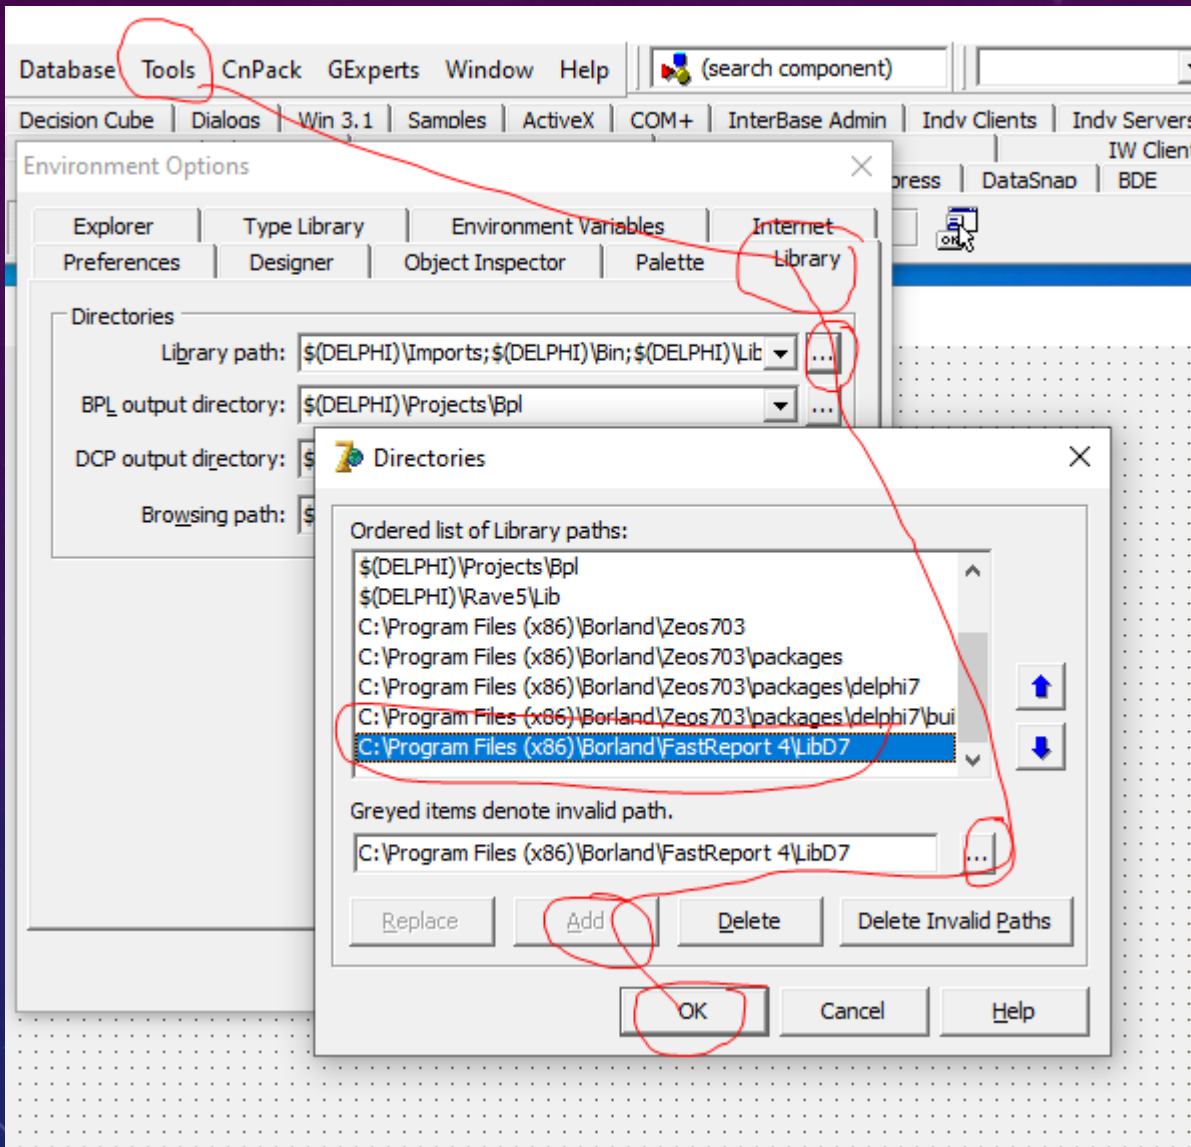 Database Tools CnPack GExperts Window Help (search component)
Decision Cube Dialogs Win 3.1 Samples ActiveX COM+ InterBase Admin Indy Clients Indy Servers
IW Client
Environment Options
press DataSnap BDE
Explorer Type Library Environment Variables Internet
Preferences Designer Object Inspector Palette Library
OK
Directories
Library path: $(DELPHI)\Imports;$(DELPHI)\Bin;$(DELPHI)\Lib ...
BPL output directory: $(DELPHI)\Projects\Bpl ...
DCP output directory: $
Browsing path: $
7 Directories
Ordered list of Library paths:
$(DELPHI)\Projects\Bpl
$(DELPHI)\Rave5\Lib
C:\Program Files (x86)\Borland\Zeos703
C:\Program Files (x86)\Borland\Zeos703\packages
C:\Program Files (x86)\Borland\Zeos703\packages\delphi7
C:\Program Files (x86)\Borland\Zeos703\packages\delphi7\bui
C:\Program Files (x86)\Borland\FastReport 4\LibD7
Greyed items denote invalid path.
C:\Program Files (x86)\Borland\FastReport 4\LibD7 ...
Replace Add Delete Delete Invalid Paths
OK Cancel Help